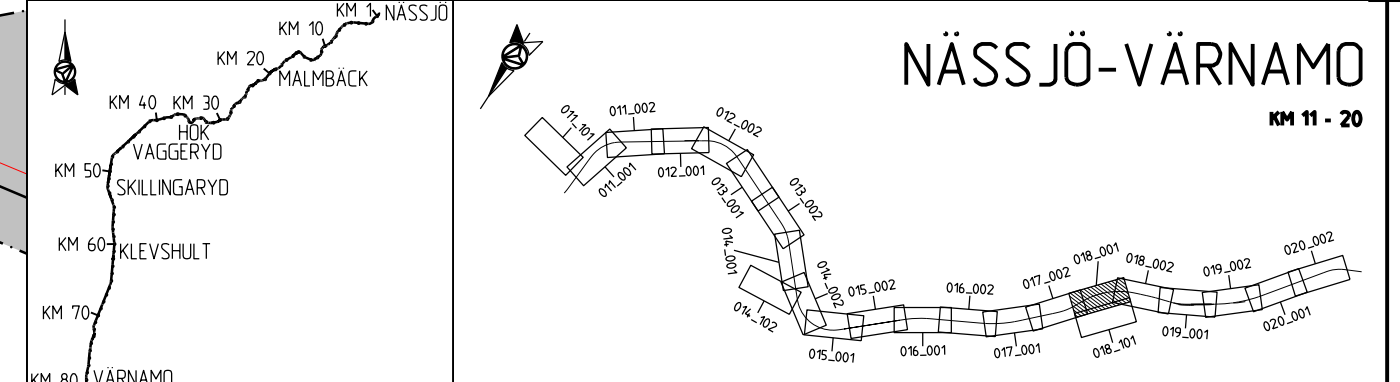 KM 1
NÄSSJÖ
KM 10
KM 20
MALMBÄCK
KM 40
KM 30
HOK
VAGGERYD
KM 50
SKILLINGARYD
KM 60
KLEVSHULT
KM 70
KM 80
VÄRNAMO
NÄSSJÖ-VÄRNAMO
KM 11 - 20
011_101
011_002
012_002
011_001
012_001
013_001
013_002
014_001
014_002
014_102
015_002
015_001
016_002
016_001
017_002
017_001
018_001
018_002
018_101
019_002
019_001
020_002
020_001